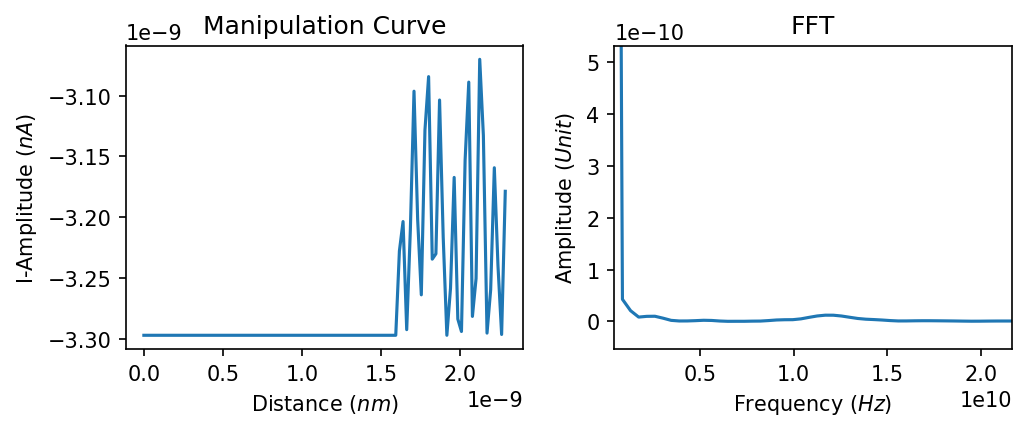 Manipulation Curve
1e−9
I-Amplitude (nA)
−3.10
−3.15
−3.20
−3.25
−3.30
0.0 0.5 1.0 1.5 2.0
Distance (nm)
1e−9
FFT
1e−10
Amplitude (Unit)
5
4
3
2
1
0
0.5 1.0 1.5 2.0
Frequency (Hz)
1e10